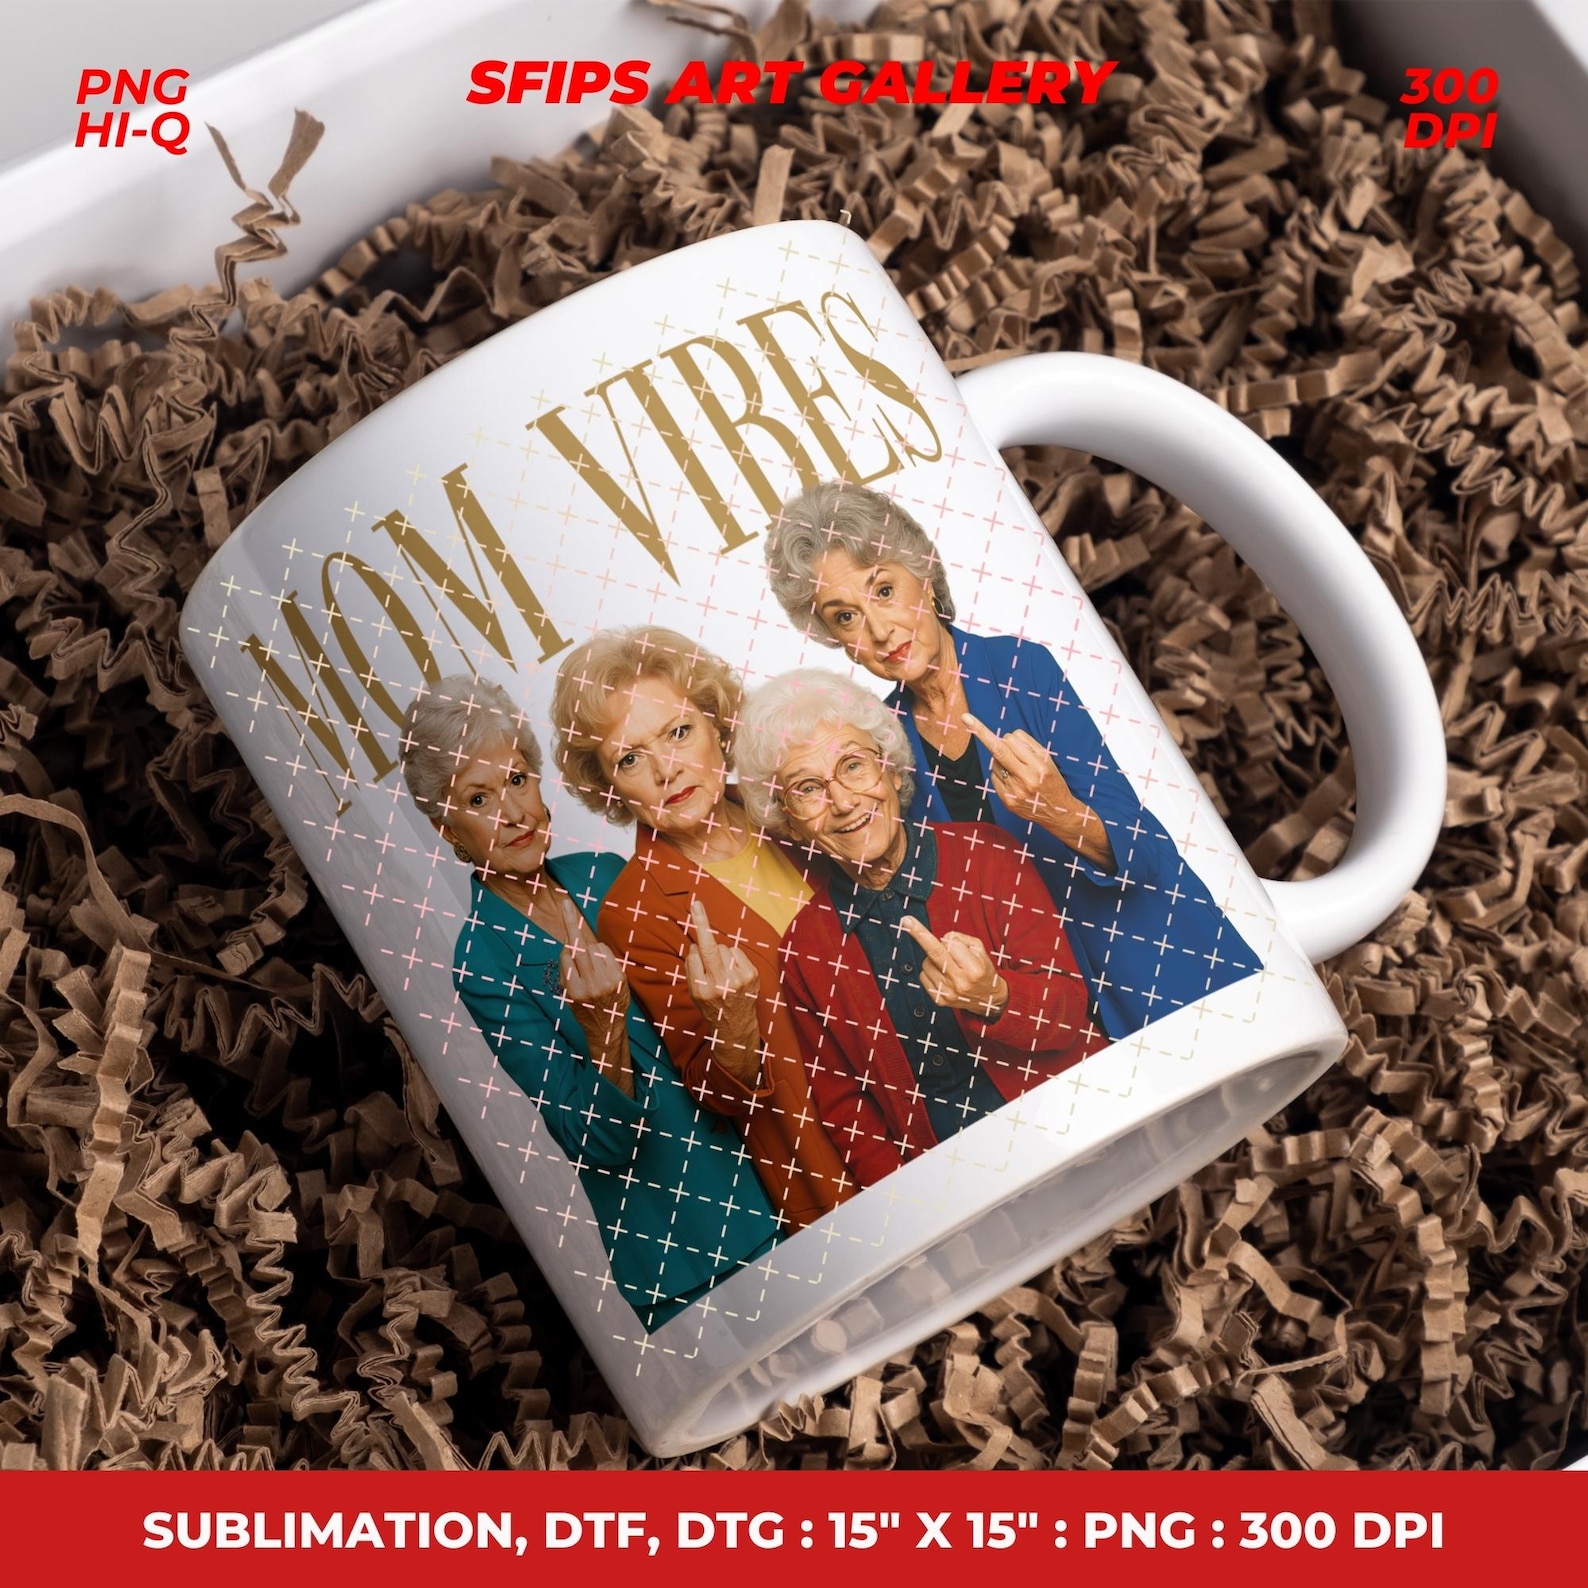 PNG
HI-Q
SFIPS ART GALLERY
300
DPI
MOM VIBES
SUBLIMATION, DTF, DTG : 15" X 15" : PNG : 300 DPI